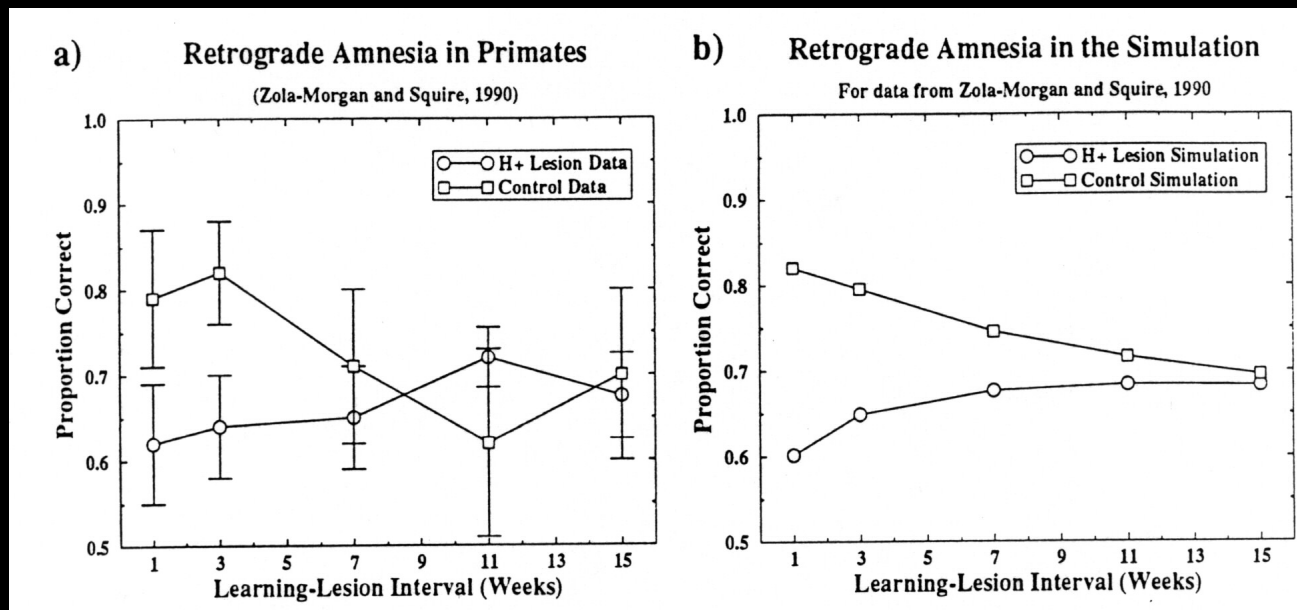 a) Retrograde Amnesia in Primates
(Zola-Morgan and Squire, 1990)
1.0
0.9
0.8
0.7
0.6
0.5
Proportion Correct
H+ Lesion Data
Control Data
1 3 5 7 9 11 13 15
Learning-Lesion Interval (Weeks)
b) Retrograde Amnesia in the Simulation
For data from Zola-Morgan and Squire, 1990
1.0
0.9
0.8
0.7
0.6
0.5
Proportion Correct
H+ Lesion Simulation
Control Simulation
1 3 5 7 9 11 13 15
Learning-Lesion Interval (Weeks)